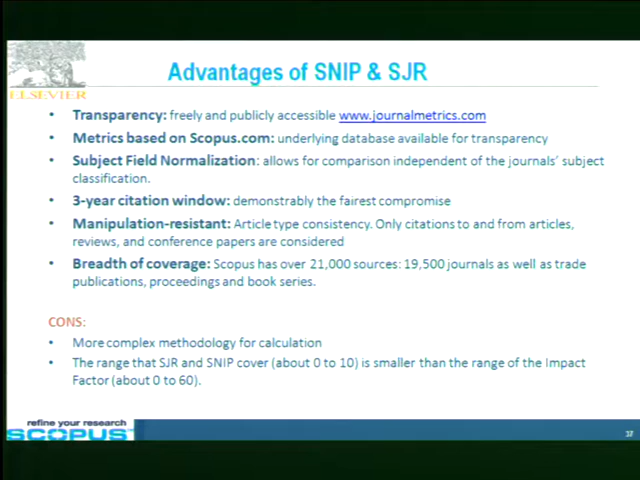 ELSEVIER
Advantages of SNIP & SJR
• Transparency: freely and publicly accessible www.journalmetrics.com
• Metrics based on Scopus.com: underlying database available for transparency
• Subject Field Normalization: allows for comparison independent of the journals' subject
classification.
• 3-year citation window: demonstrably the fairest compromise
• Manipulation-resistant: Article type consistency. Only citations to and from articles,
reviews, and conference papers are considered
• Breadth of coverage: Scopus has over 21,000 sources: 19,500 journals as well as trade
publications, proceedings and book series.
CONS:
• More complex methodology for calculation
• The range that SJR and SNIP cover (about 0 to 10) is smaller than the range of the Impact
Factor (about 0 to 60).
refine your research
SCOPUS
37